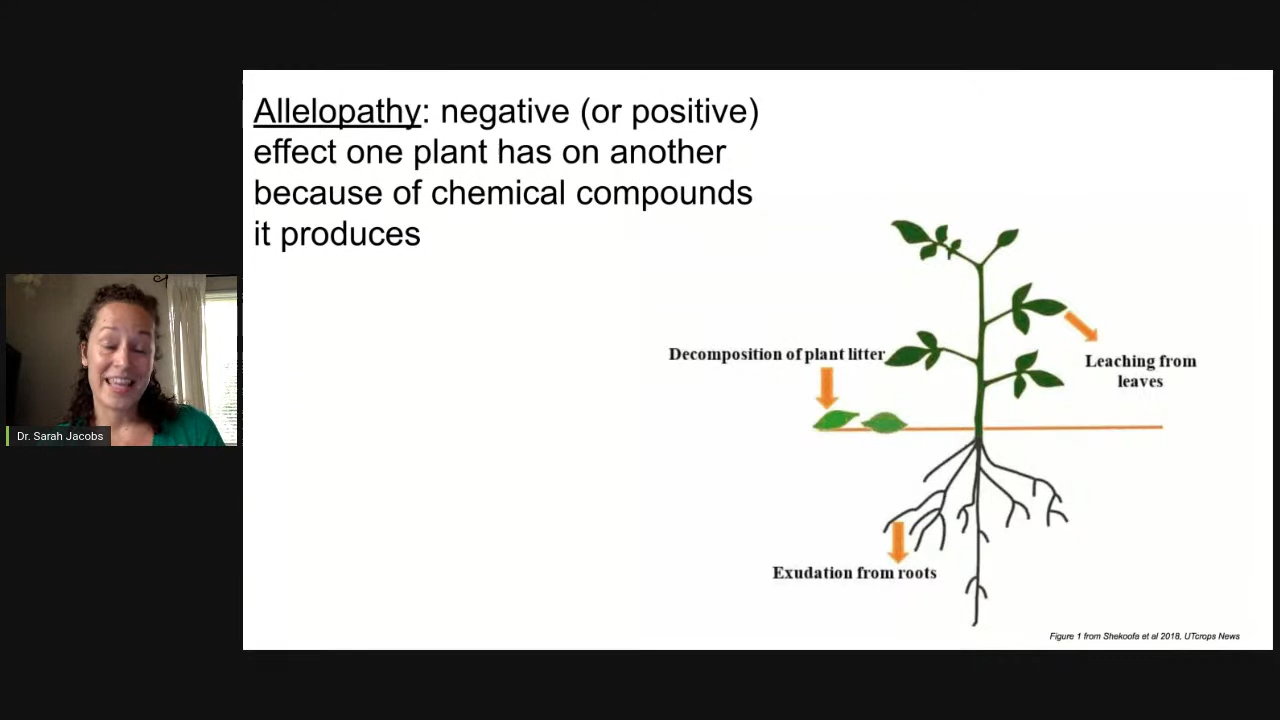 Allelopathy: negative (or positive)
effect one plant has on another
because of chemical compounds
it produces
Decomposition of plant litter
Leaching from
leaves
Dr. Sarah Jacobs
Exudation from roots
Figure 1 from Shekoofa et al 2018, UTcrops News